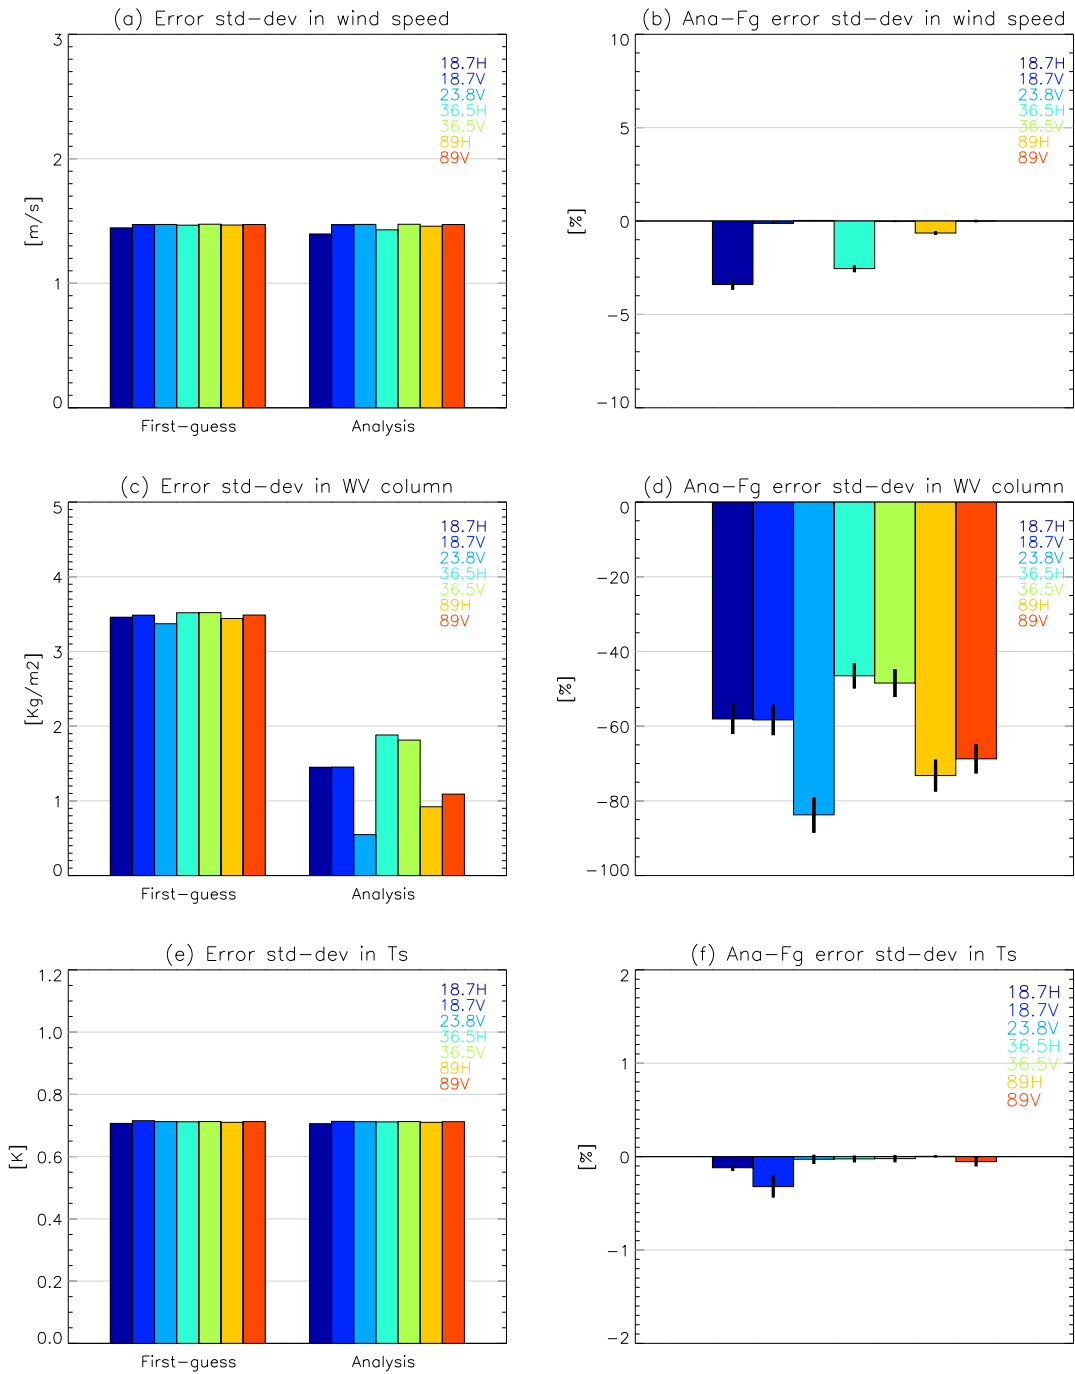 (a) Error std-dev in wind speed
3
2
1
0
[m/s]
18.7H
18.7V
23.8V
36.5H
36.5V
89H
89V
First-guess
Analysis
(b) Ana-Fg error std-dev in wind speed
10
5
0
-5
-10
[%]
18.7H
18.7V
23.8V
36.5H
36.5V
89H
89V
(c) Error std-dev in WV column
5
4
3
2
1
0
[Kg/m2]
18.7H
18.7V
23.8V
36.5H
36.5V
89H
89V
First-guess
Analysis
(d) Ana-Fg error std-dev in WV column
0
-20
-40
-60
-80
-100
[%]
18.7H
18.7V
23.8V
36.5H
36.5V
89H
89V
(e) Error std-dev in Ts
1.2
1.0
0.8
0.6
0.4
0.2
0.0
[K]
18.7H
18.7V
23.8V
36.5H
36.5V
89H
89V
First-guess
Analysis
(f) Ana-Fg error std-dev in Ts
2
1
0
-1
-2
[%]
18.7H
18.7V
23.8V
36.5H
36.5V
89H
89V